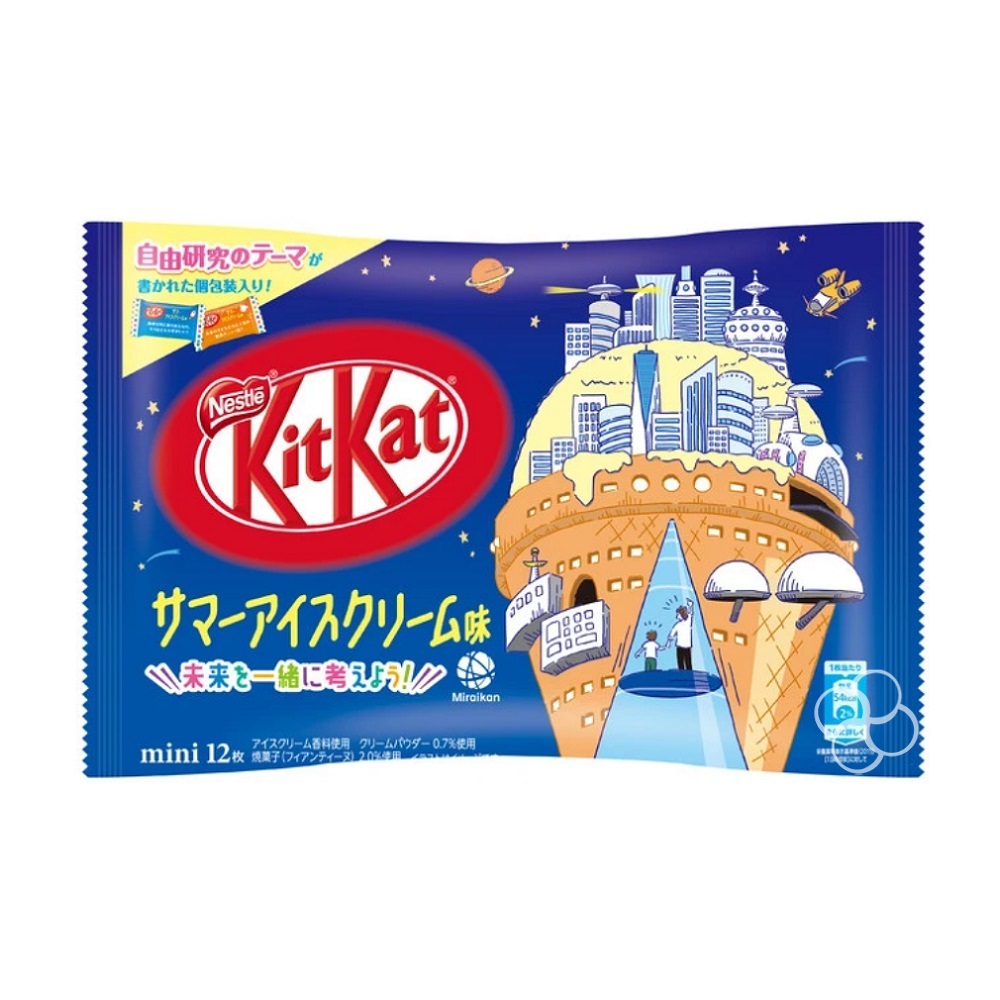 自由研究のテーマが
書かれた個包装入り!
Nestlé
KitKat
サマーアイスクリーム味
未来を一緒に考えよう!
Miraikan
mini 12枚
アイスクリーム香料使用 クリームパウダー 0.7%使用
焼菓子(フィアンティーヌ) 2.0%使用
1枚当たり
54kcal
2%